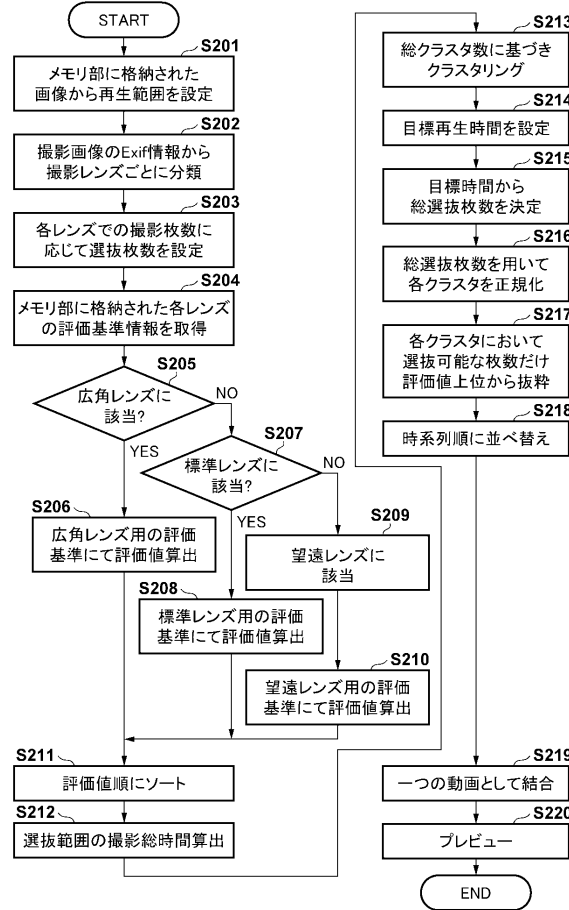 START
S201
メモリ部に格納された
画像から再生範囲を設定
S202
撮影画像のExif情報から
撮影レンズごとに分類
S203
各レンズでの撮影枚数に
応じて選抜枚数を設定
S204
メモリ部に格納された各レンズ
の評価基準情報を取得
S205
広角レンズに
該当?
NO
YES
S207
標準レンズに
該当?
NO
YES
S206
広角レンズ用の評価
基準にて評価値算出
S209
望遠レンズに
該当
S208
標準レンズ用の評価
基準にて評価値算出
S210
望遠レンズ用の評価
基準にて評価値算出
S211
評価値順にソート
S212
選抜範囲の撮影総時間算出
S213
総クラスタ数に基づき
クラスタリング
S214
目標再生時間を設定
S215
目標時間から
総選抜枚数を決定
S216
総選抜枚数を用いて
各クラスタを正規化
S217
各クラスタにおいて
選抜可能な枚数だけ
評価値上位から抜粋
S218
時系列順に並べ替え
S219
一つの動画として結合
S220
プレビュー
END